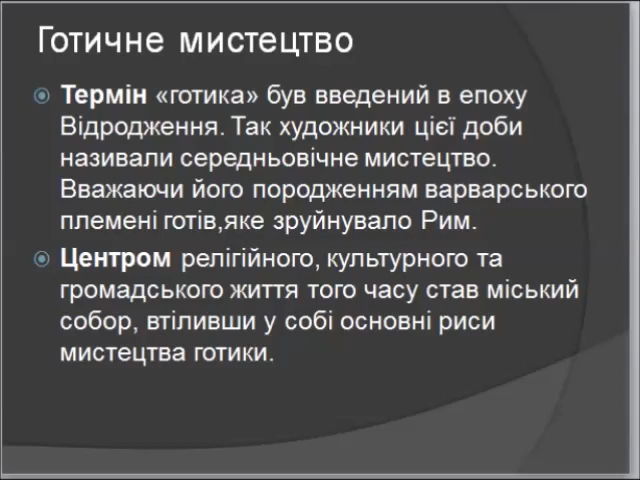 Готичне мистецтво
Термін «готика» був введений в епоху
Відродження. Так художники цієї доби
називали середньовічне мистецтво.
Вважаючи його породженням варварського
племені готів,яке зруйнувало Рим.
Центром релігійного, культурного та
громадського життя того часу став міський
собор, втіливши у собі основні риси
мистецтва готики.